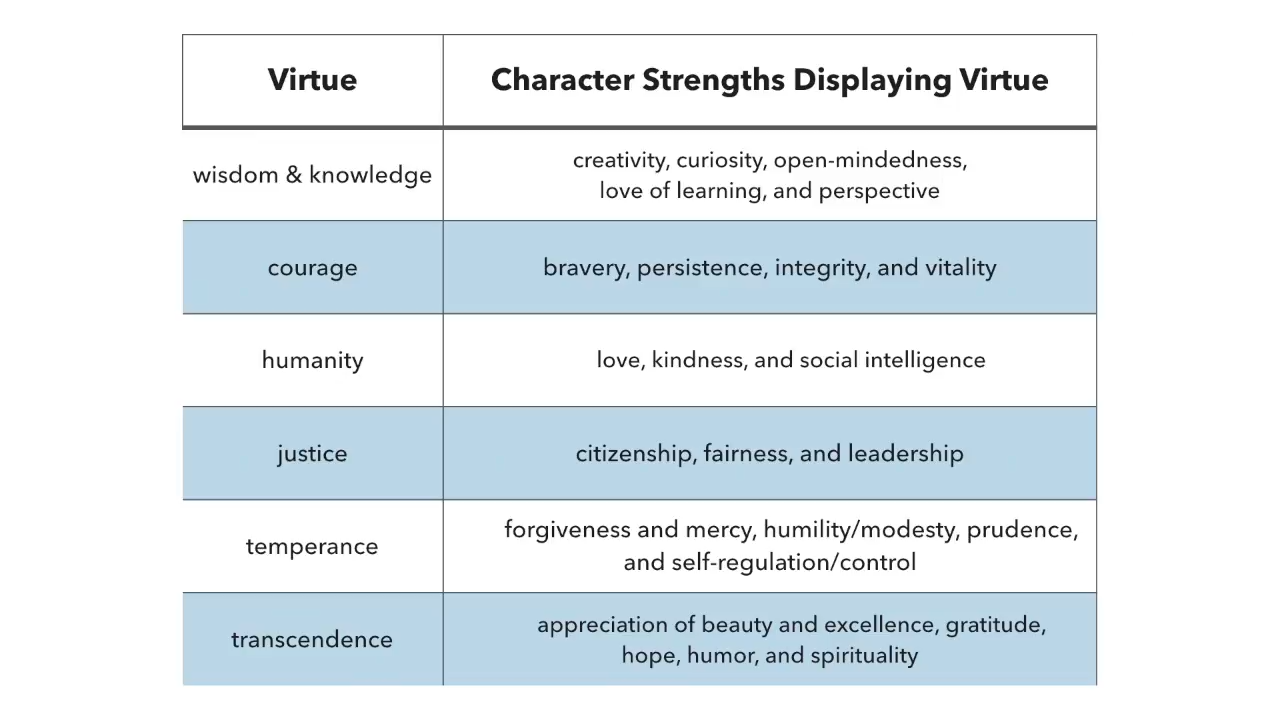 Virtue
Character Strengths Displaying Virtue
wisdom & knowledge
creativity, curiosity, open-mindedness,
love of learning, and perspective
courage
bravery, persistence, integrity, and vitality
humanity
love, kindness, and social intelligence
justice
citizenship, fairness, and leadership
temperance
forgiveness and mercy, humility/modesty, prudence,
and self-regulation/control
transcendence
appreciation of beauty and excellence, gratitude,
hope, humor, and spirituality